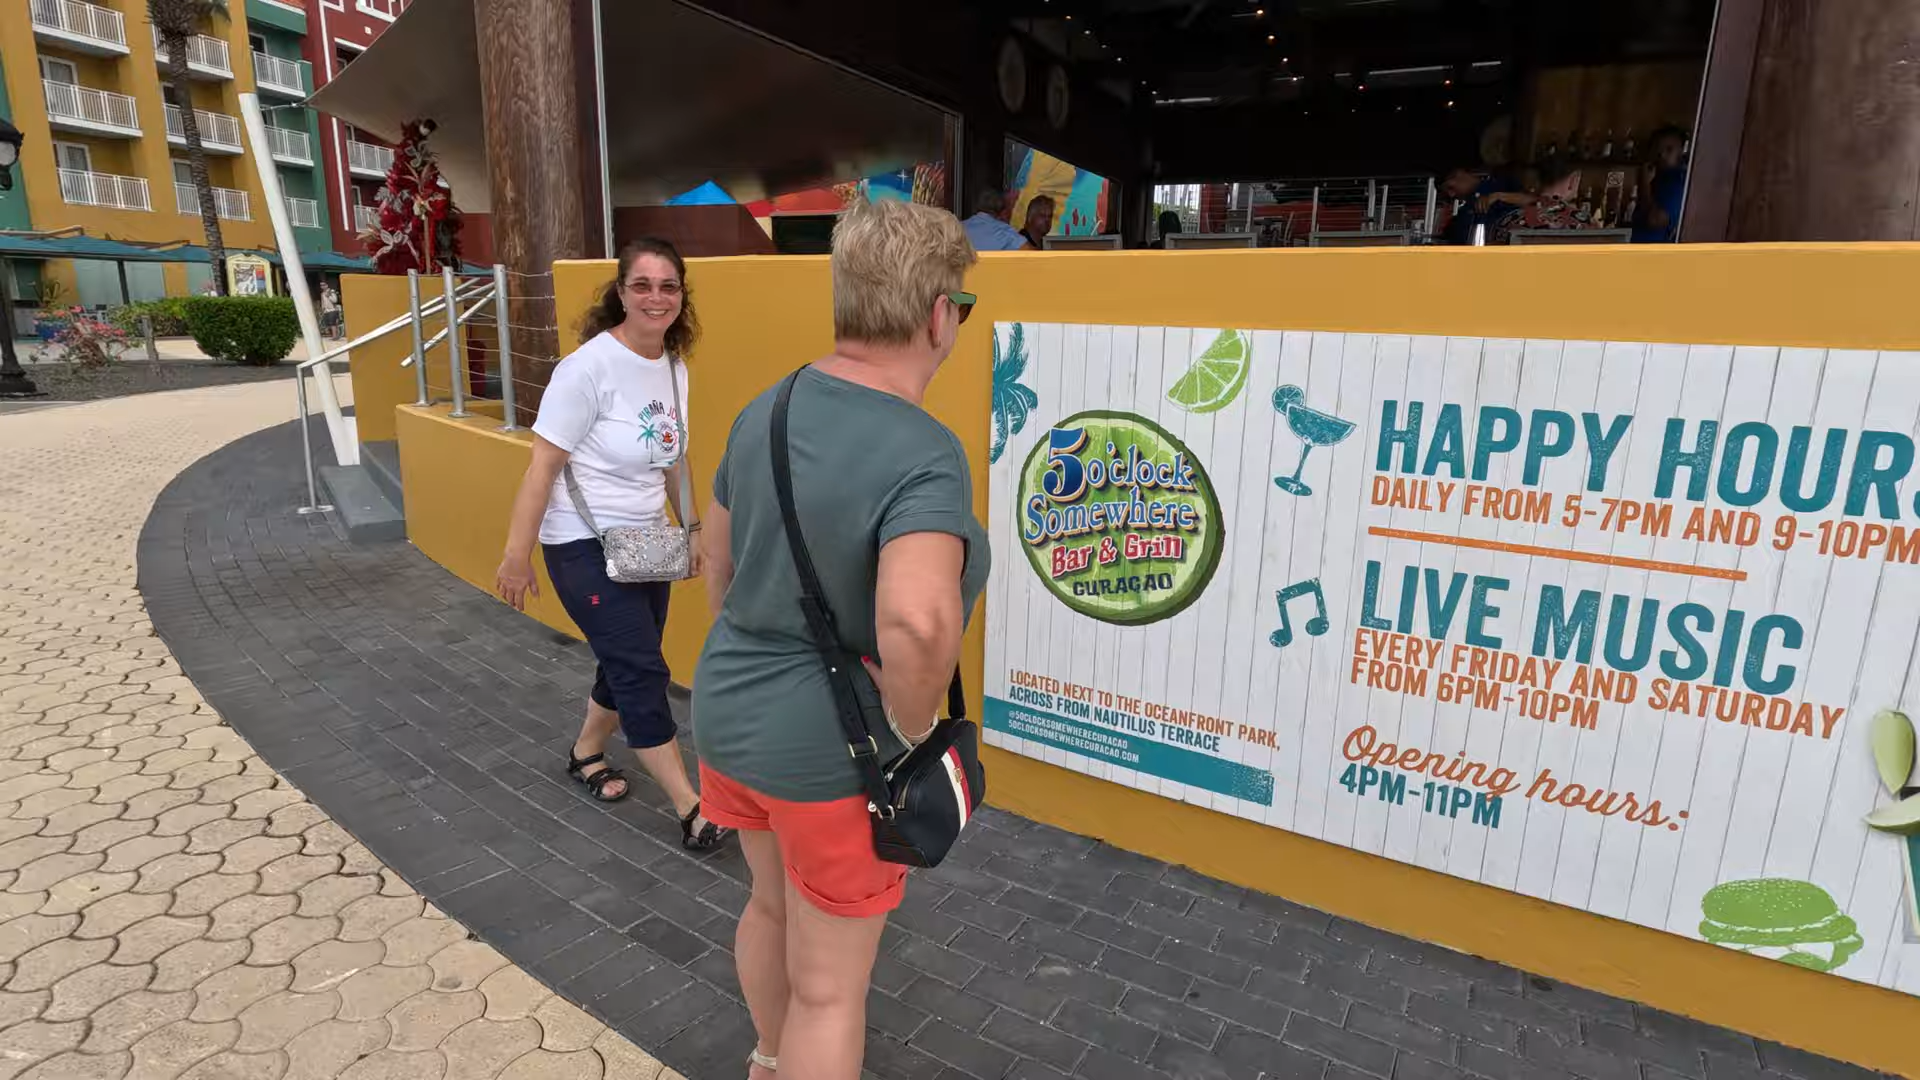 5 o'clock
Somewhere
Bar & Grill
CURAÇAO
HAPPY HOURS
DAILY FROM 5-7PM AND 9-10PM
LIVE MUSIC
EVERY FRIDAY AND SATURDAY
FROM 6PM-10PM
Opening hours:
4PM-11PM
LOCATED NEXT TO THE OCEANFRONT PARK,
ACROSS FROM NAUTILUS TERRACE
@5OCLOCKSOMEWHERECURACAO
5OCLOCKSOMEWHERECURACAO.COM